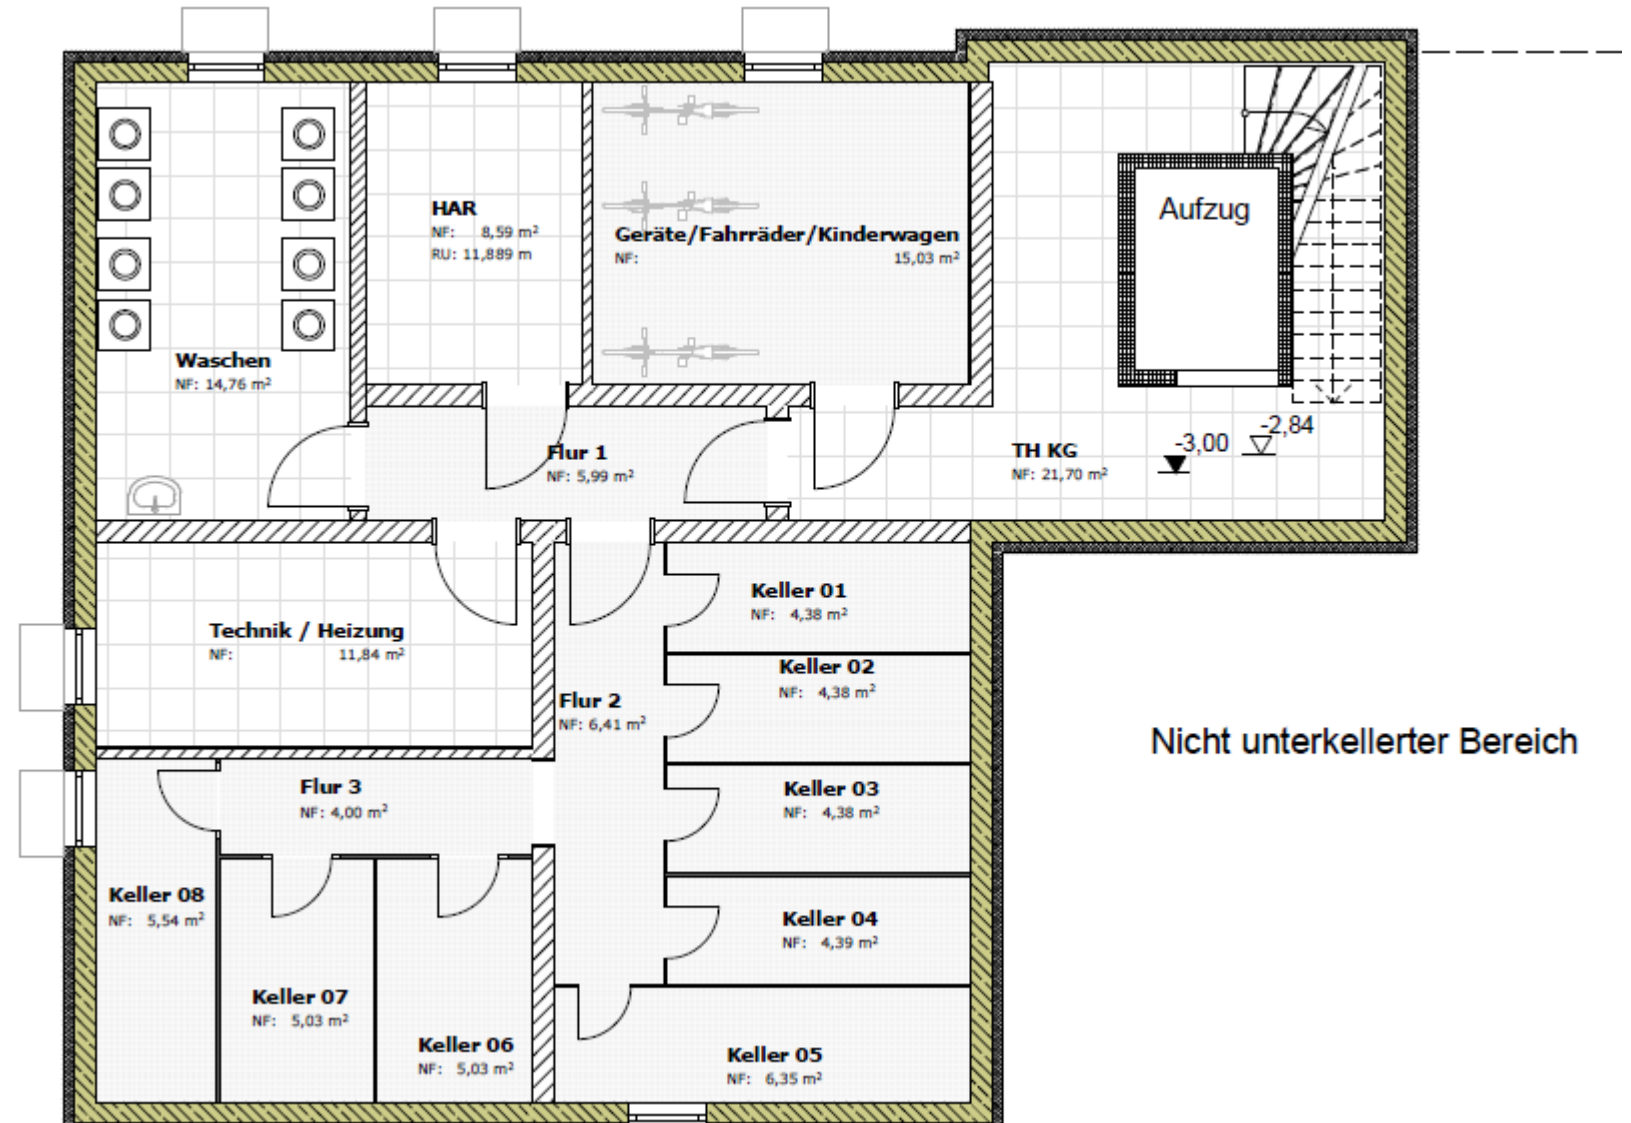 HAR
NF: 8,59 m²
RU: 11,889 m
Geräte/Fahrräder/Kinderwagen
NF: 15,03 m²
Aufzug
Waschen
NF: 14,76 m²
Flur 1
NF: 5,99 m²
TH KG
NF: 21,70 m²
-3,00
-2,84
Technik / Heizung
NF: 11,84 m²
Keller 01
NF: 4,38 m²
Keller 02
NF: 4,38 m²
Flur 2
NF: 6,41 m²
Nicht unterkellerter Bereich
Flur 3
NF: 4,00 m²
Keller 03
NF: 4,38 m²
Keller 08
NF: 5,54 m²
Keller 04
NF: 4,39 m²
Keller 07
NF: 5,03 m²
Keller 06
NF: 5,03 m²
Keller 05
NF: 6,35 m²